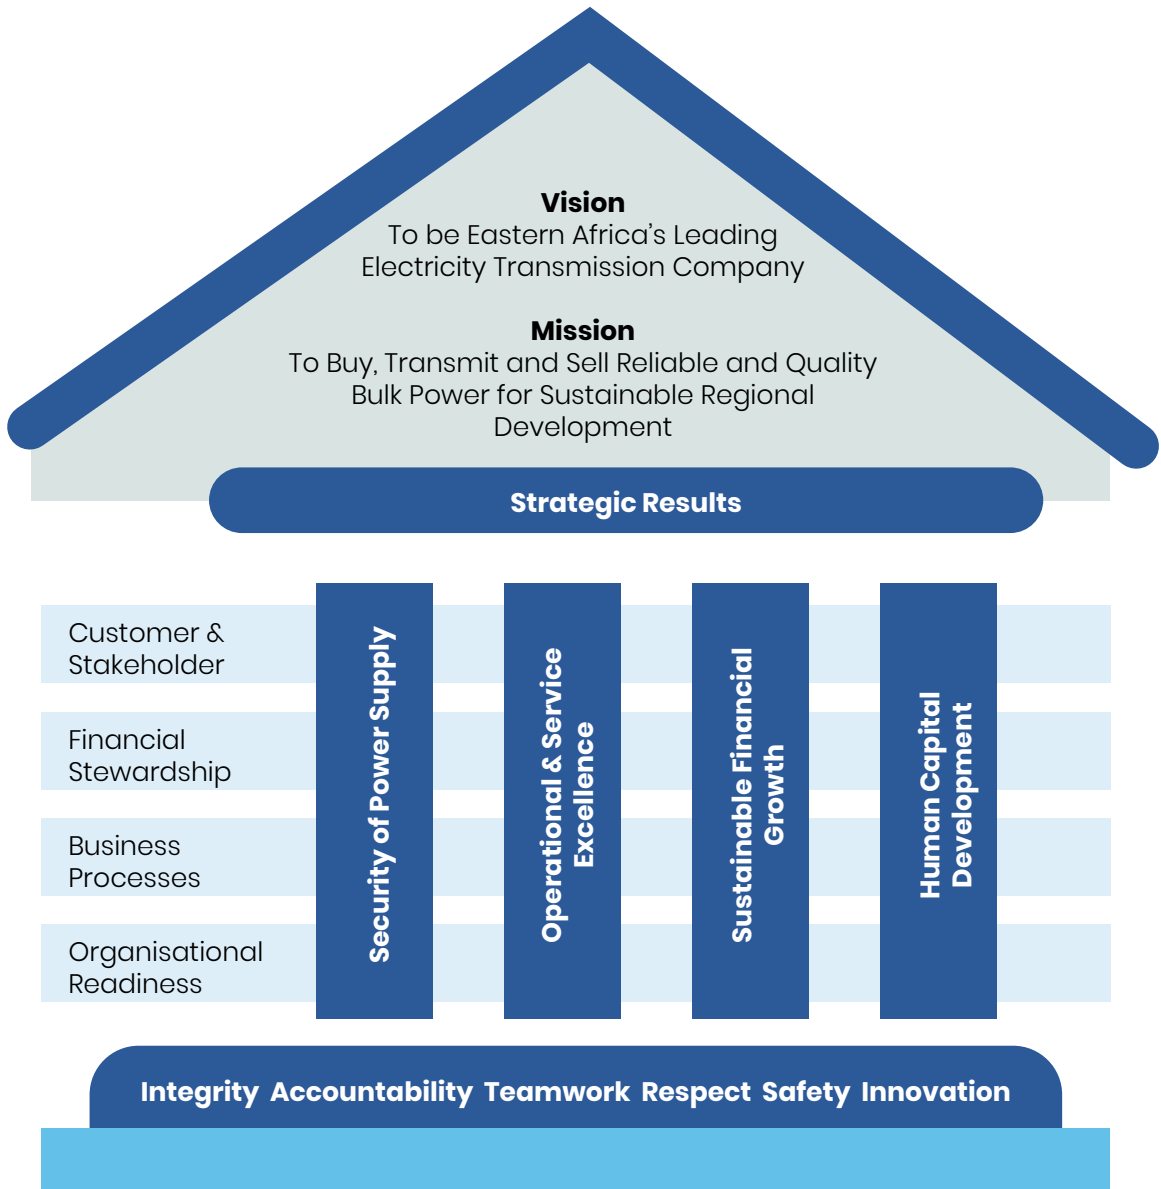 Vision
To be Eastern Africa’s Leading
Electricity Transmission Company
Mission
To Buy, Transmit and Sell Reliable and Quality
Bulk Power for Sustainable Regional
Development
Strategic Results
Customer &
Stakeholder
Financial
Stewardship
Business
Processes
Organisational
Readiness
Security of Power Supply
Operational & Service
Excellence
Sustainable Financial
Growth
Human Capital
Development
Integrity Accountability Teamwork Respect Safety Innovation